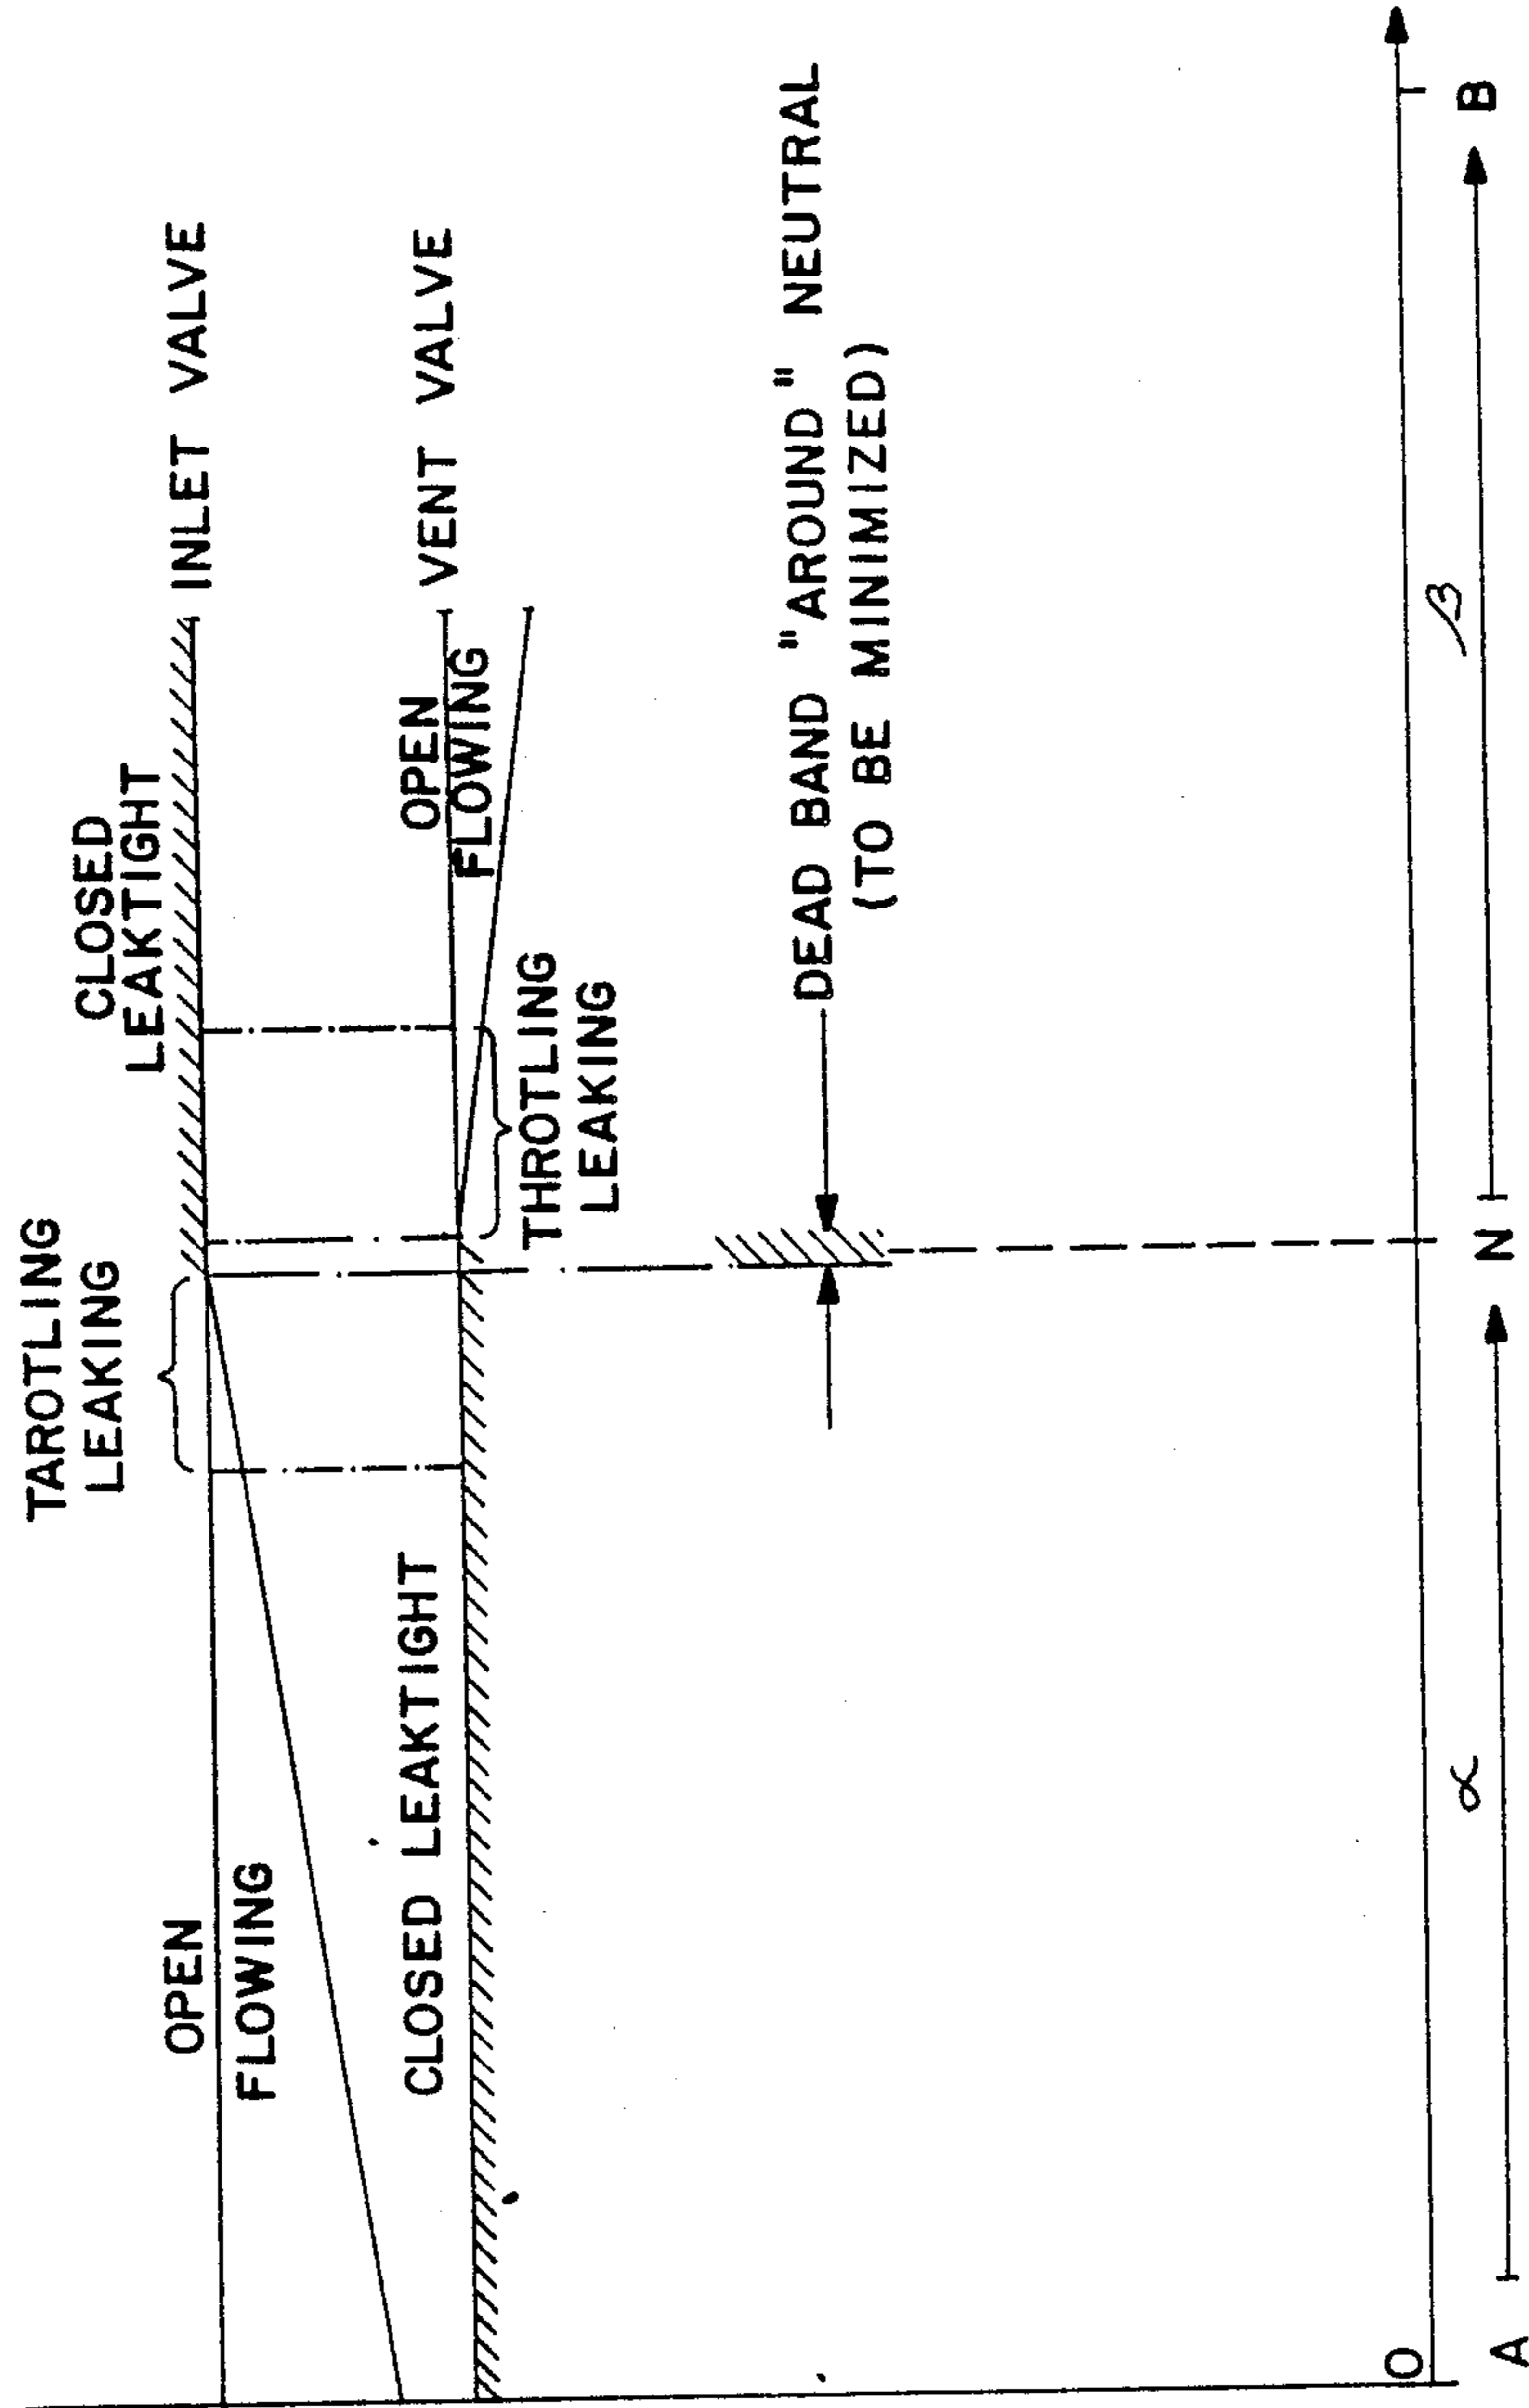 TAROTLING
LEAKING
CLOSED
LEAKTIGHT
INLET VALVE
OPEN
FLOWING
CLOSED LEAKTIGHT
OPEN
FLOWING
VENT VALVE
THROTLING
LEAKING
DEAD BAND "AROUND" NEUTRAL
(TO BE MINIMIZED)
O
A
α
N
β
B